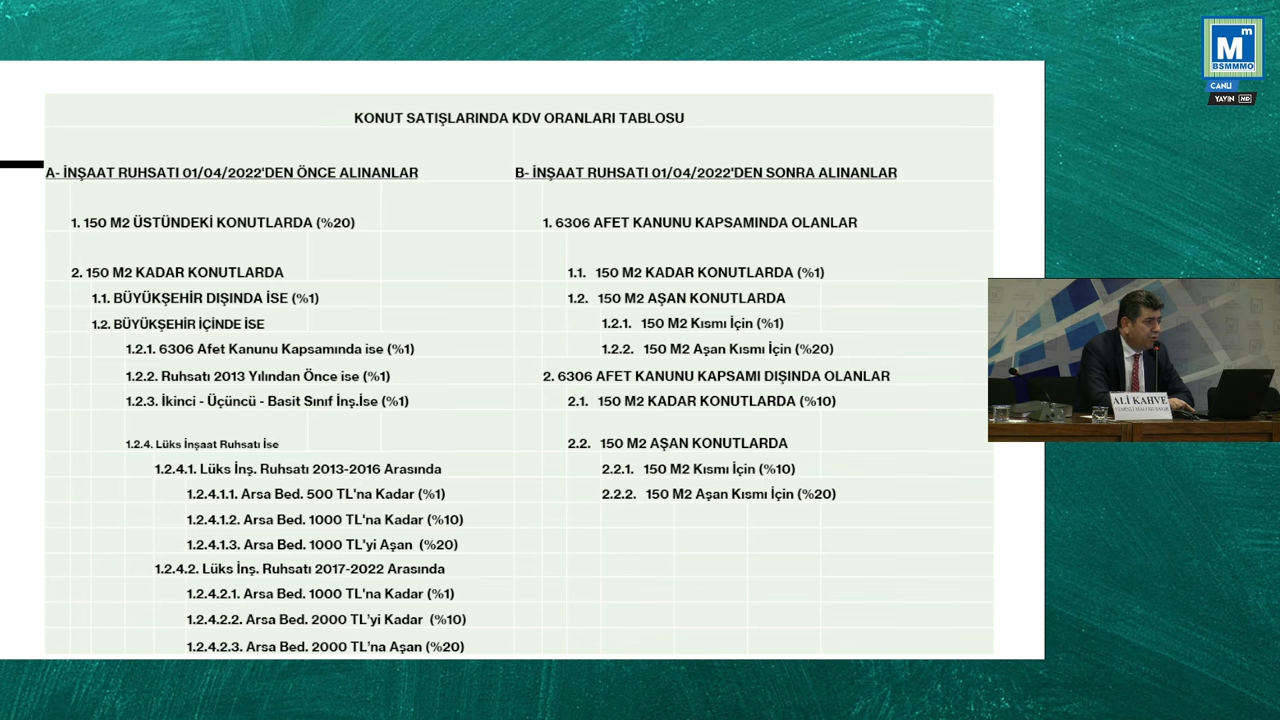 KONUT SATIŞLARINDA KDV ORANLARI TABLOSU
A- İNŞAAT RUHSATI 01/04/2022'DEN ÖNCE ALINANLAR
1. 150 M2 ÜSTÜNDEKİ KONUTLARDA (%20)
2. 150 M2 KADAR KONUTLARDA
1.1. BÜYÜKŞEHİR DIŞINDA İSE (%1)
1.2. BÜYÜKŞEHİR İÇİNDE İSE
1.2.1. 6306 Afet Kanunu Kapsamında ise (%1)
1.2.2. Ruhsatı 2013 Yılından Önce ise (%1)
1.2.3. İkinci - Üçüncü - Basit Sınıf İnş.İse (%1)
1.2.4. Lüks İnşaat Ruhsatı İse
1.2.4.1. Lüks İnş. Ruhsatı 2013-2016 Arasında
1.2.4.1.1. Arsa Bed. 500 TL'na Kadar (%1)
1.2.4.1.2. Arsa Bed. 1000 TL'na Kadar (%10)
1.2.4.1.3. Arsa Bed. 1000 TL'yi Aşan (%20)
1.2.4.2. Lüks İnş. Ruhsatı 2017-2022 Arasında
1.2.4.2.1. Arsa Bed. 1000 TL'na Kadar (%1)
1.2.4.2.2. Arsa Bed. 2000 TL'yi Kadar (%10)
1.2.4.2.3. Arsa Bed. 2000 TL'na Aşan (%20)
B- İNŞAAT RUHSATI 01/04/2022'DEN SONRA ALINANLAR
1. 6306 AFET KANUNU KAPSAMINDA OLANLAR
1.1. 150 M2 KADAR KONUTLARDA (%1)
1.2. 150 M2 AŞAN KONUTLARDA
1.2.1. 150 M2 Kısmı İçin (%1)
1.2.2. 150 M2 Aşan Kısmı İçin (%20)
2. 6306 AFET KANUNU KAPSAMI DIŞINDA OLANLAR
2.1. 150 M2 KADAR KONUTLARDA (%10)
2.2. 150 M2 AŞAN KONUTLARDA
2.2.1. 150 M2 Kısmı İçin (%10)
2.2.2. 150 M2 Aşan Kısmı İçin (%20)
Mm
BSMMMO
CANLI
YAYIN HD
ALİ KAHVE